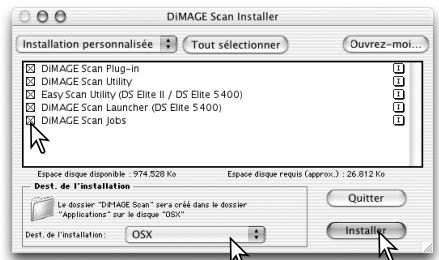 DiMAGE Scan Installer
Installation personnalisée Tout sélectionner Ouvrez-moi...
DiMAGE Scan Plug-in
DiMAGE Scan Utility
Easy Scan Utility (DS Elite II / DS Elite 5400)
DiMAGE Scan Launcher (DS Elite 5400)
DiMAGE Scan Jobs
Espace disque disponible : 974.528 Ko Espace disque requis (approx.) : 26.812 Ko
Dest. de l'installation
Le dossier "DiMAGE Scan" sera créé dans le dossier
"Applications" sur le disque "OSX"
Quitter
Dest. de l'installation: OSX Installer